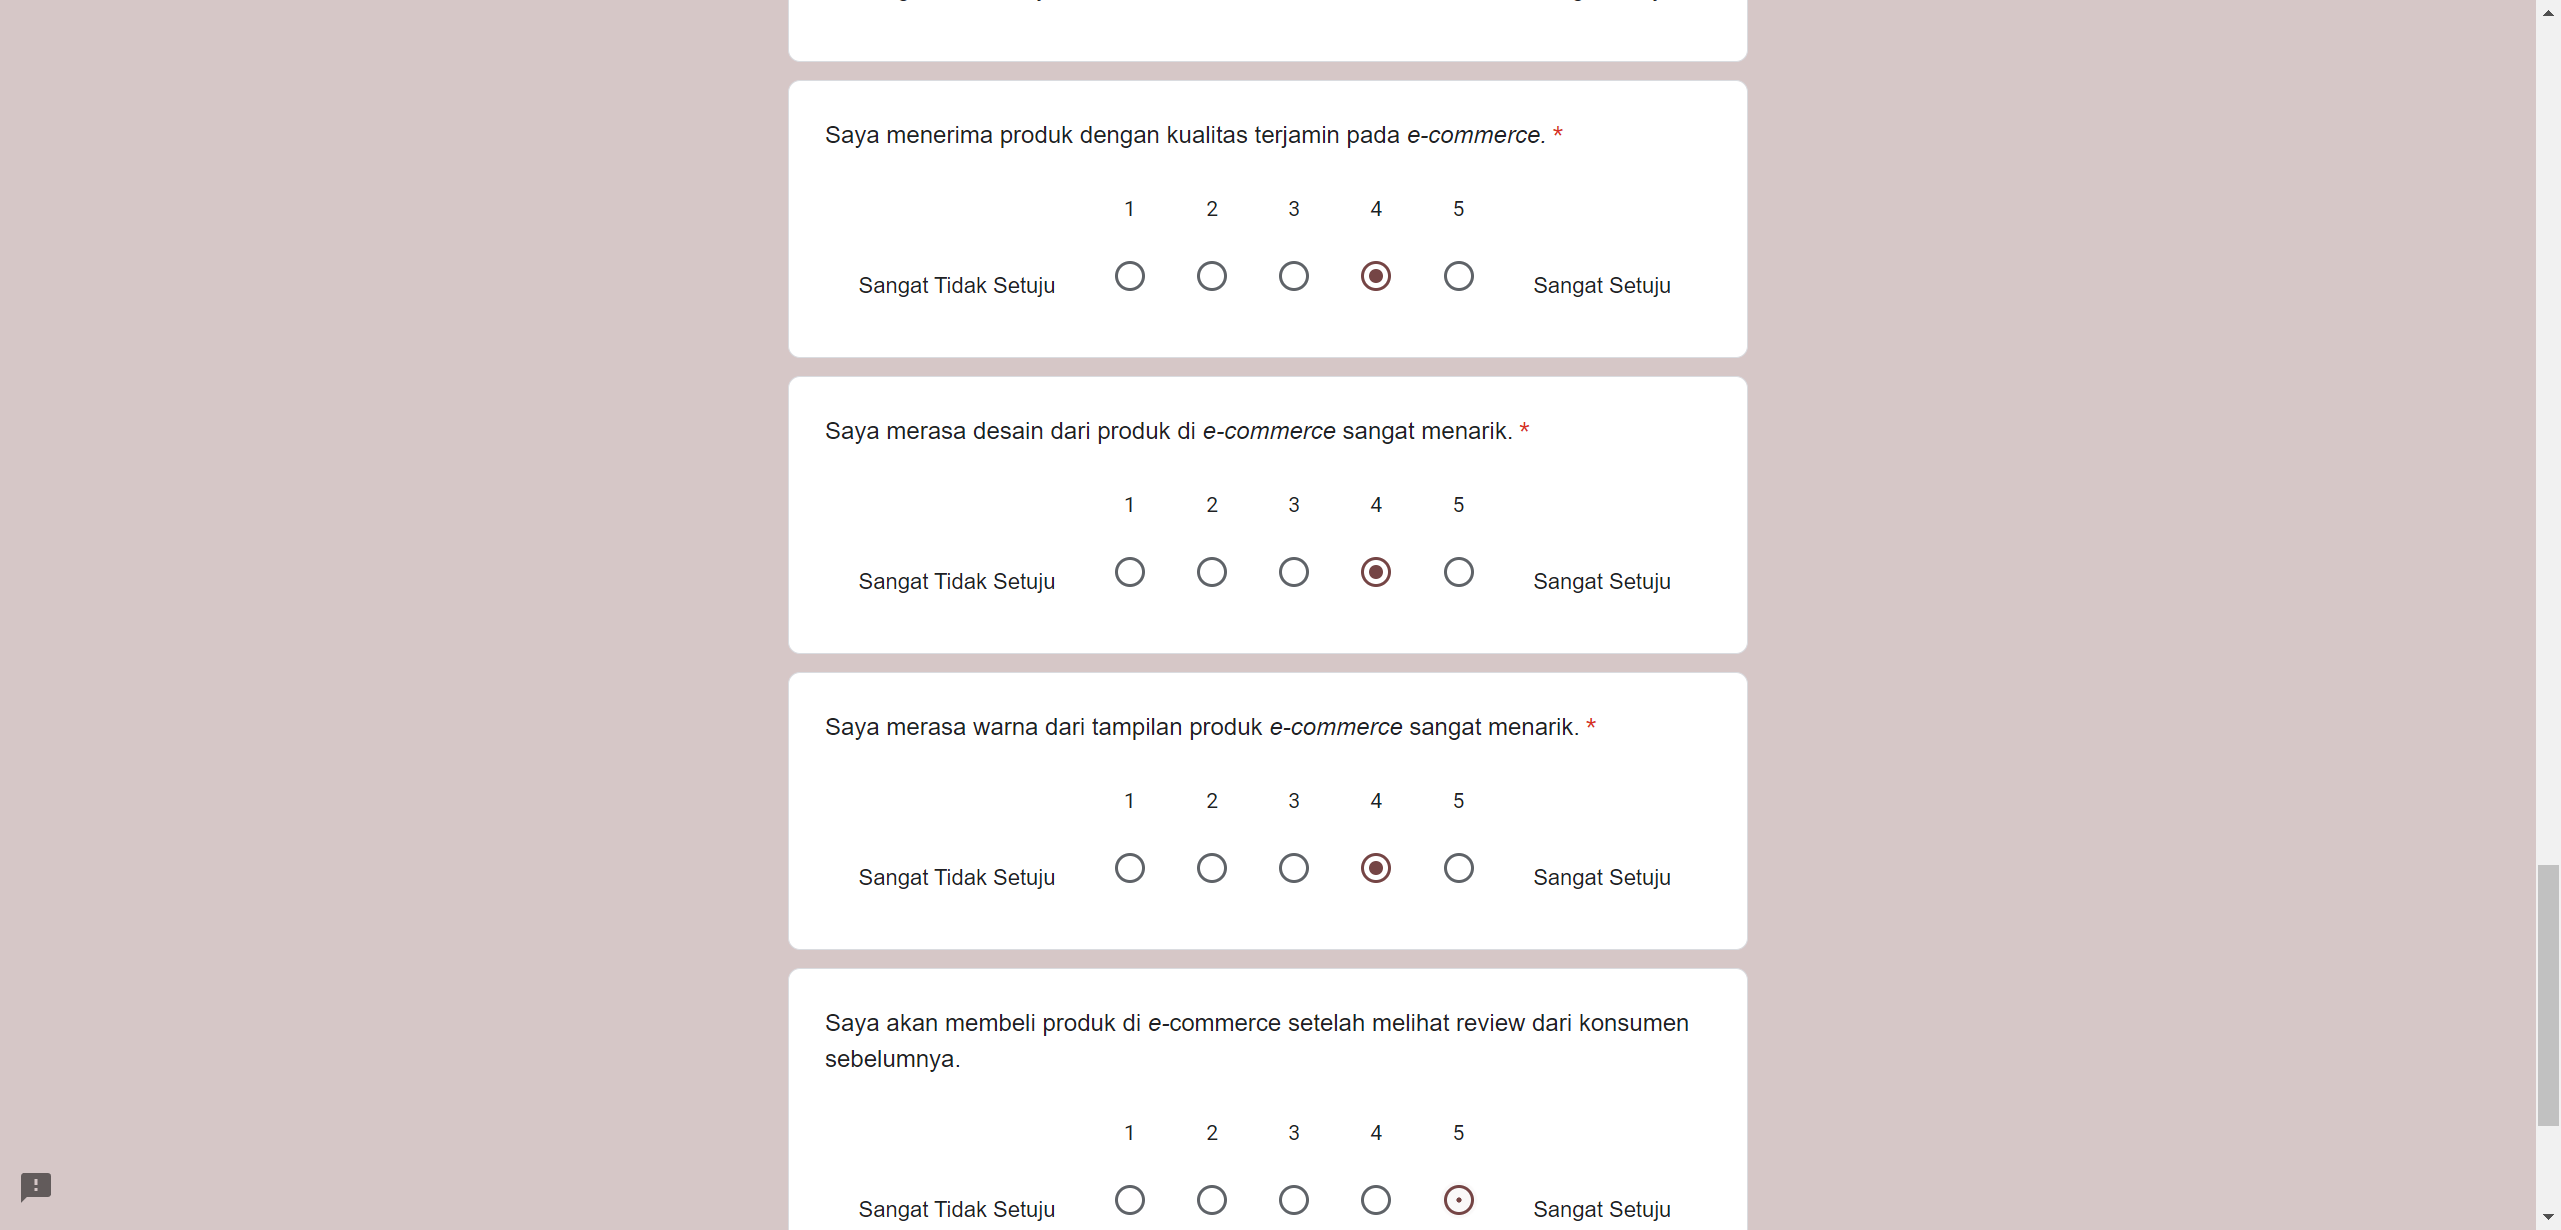 Saya menerima produk dengan kualitas terjamin pada e-commerce. *
1 2 3 4 5
Sangat Tidak Setuju Sangat Setuju
Saya merasa desain dari produk di e-commerce sangat menarik. *
1 2 3 4 5
Sangat Tidak Setuju Sangat Setuju
Saya merasa warna dari tampilan produk e-commerce sangat menarik. *
1 2 3 4 5
Sangat Tidak Setuju Sangat Setuju
Saya akan membeli produk di e-commerce setelah melihat review dari konsumen
sebelumnya.
1 2 3 4 5
Sangat Tidak Setuju Sangat Setuju